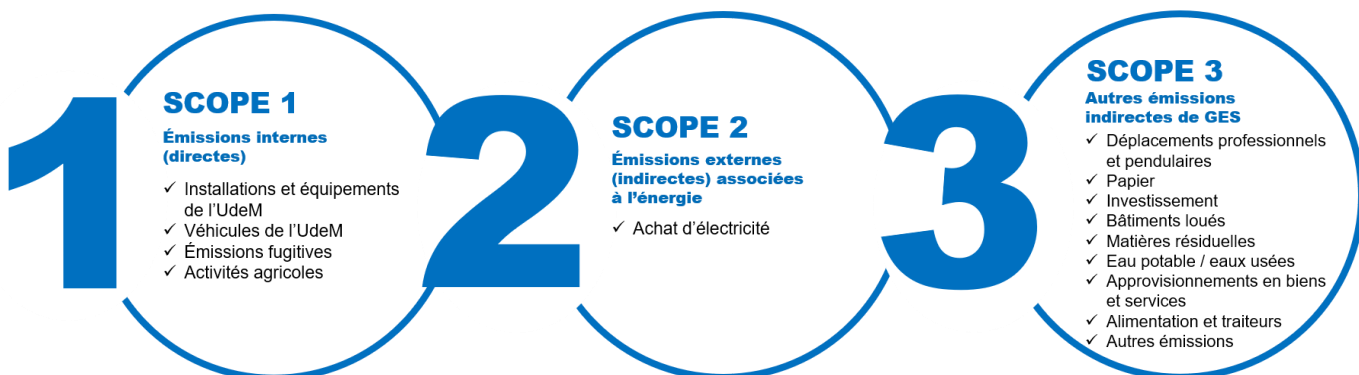 1
SCOPE 1
Émissions internes
(directes)
✓ Installations et équipements
de l'UdeM
✓ Véhicules de l'UdeM
✓ Émissions fugitives
✓ Activités agricoles
2
SCOPE 2
Émissions externes
(indirectes) associées
à l'énergie
✓ Achat d'électricité
3
SCOPE 3
Autres émissions
indirectes de GES
✓ Déplacements professionnels
et pendulaires
✓ Papier
✓ Investissement
✓ Bâtiments loués
✓ Matières résiduelles
✓ Eau potable / eaux usées
✓ Approvisionnements en biens
et services
✓ Alimentation et traiteurs
✓ Autres émissions